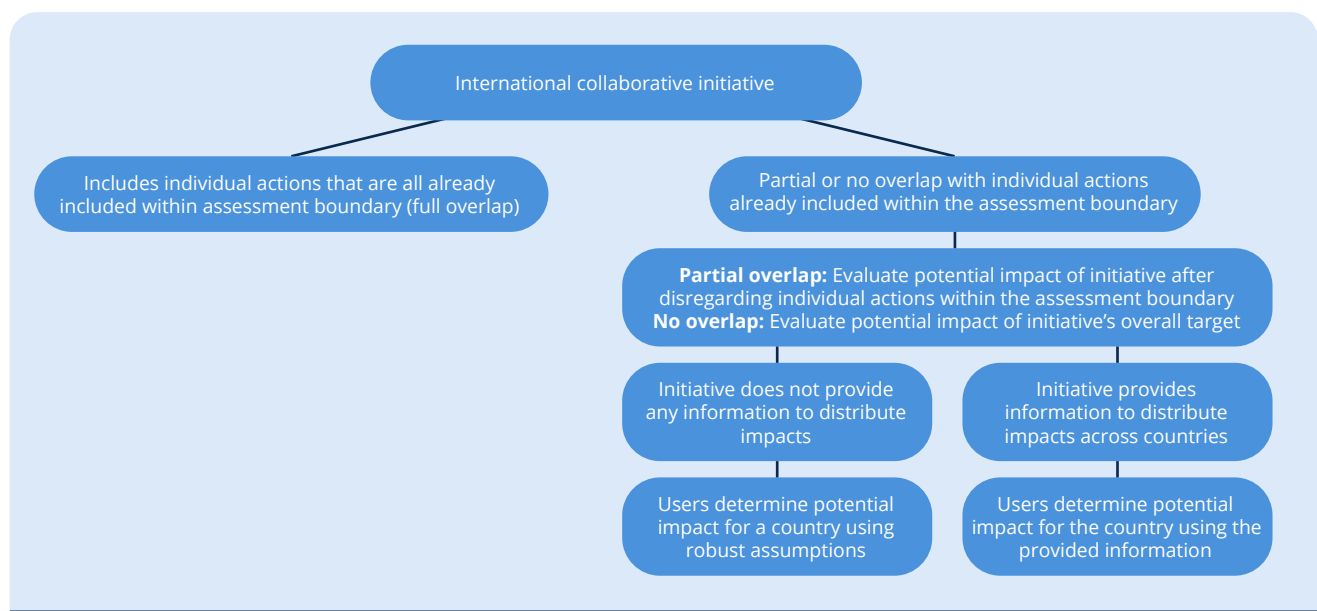 International collaborative initiative
Includes individual actions that are all already
included within assessment boundary (full overlap)
Partial or no overlap with individual actions
already included within the assessment boundary
Partial overlap: Evaluate potential impact of initiative after
disregarding individual actions within the assessment boundary
No overlap: Evaluate potential impact of initiative’s overall target
Initiative does not provide
any information to distribute
impacts
Initiative provides
information to distribute
impacts across countries
Users determine potential
impact for a country using
robust assumptions
Users determine potential
impact for the country using the
provided information